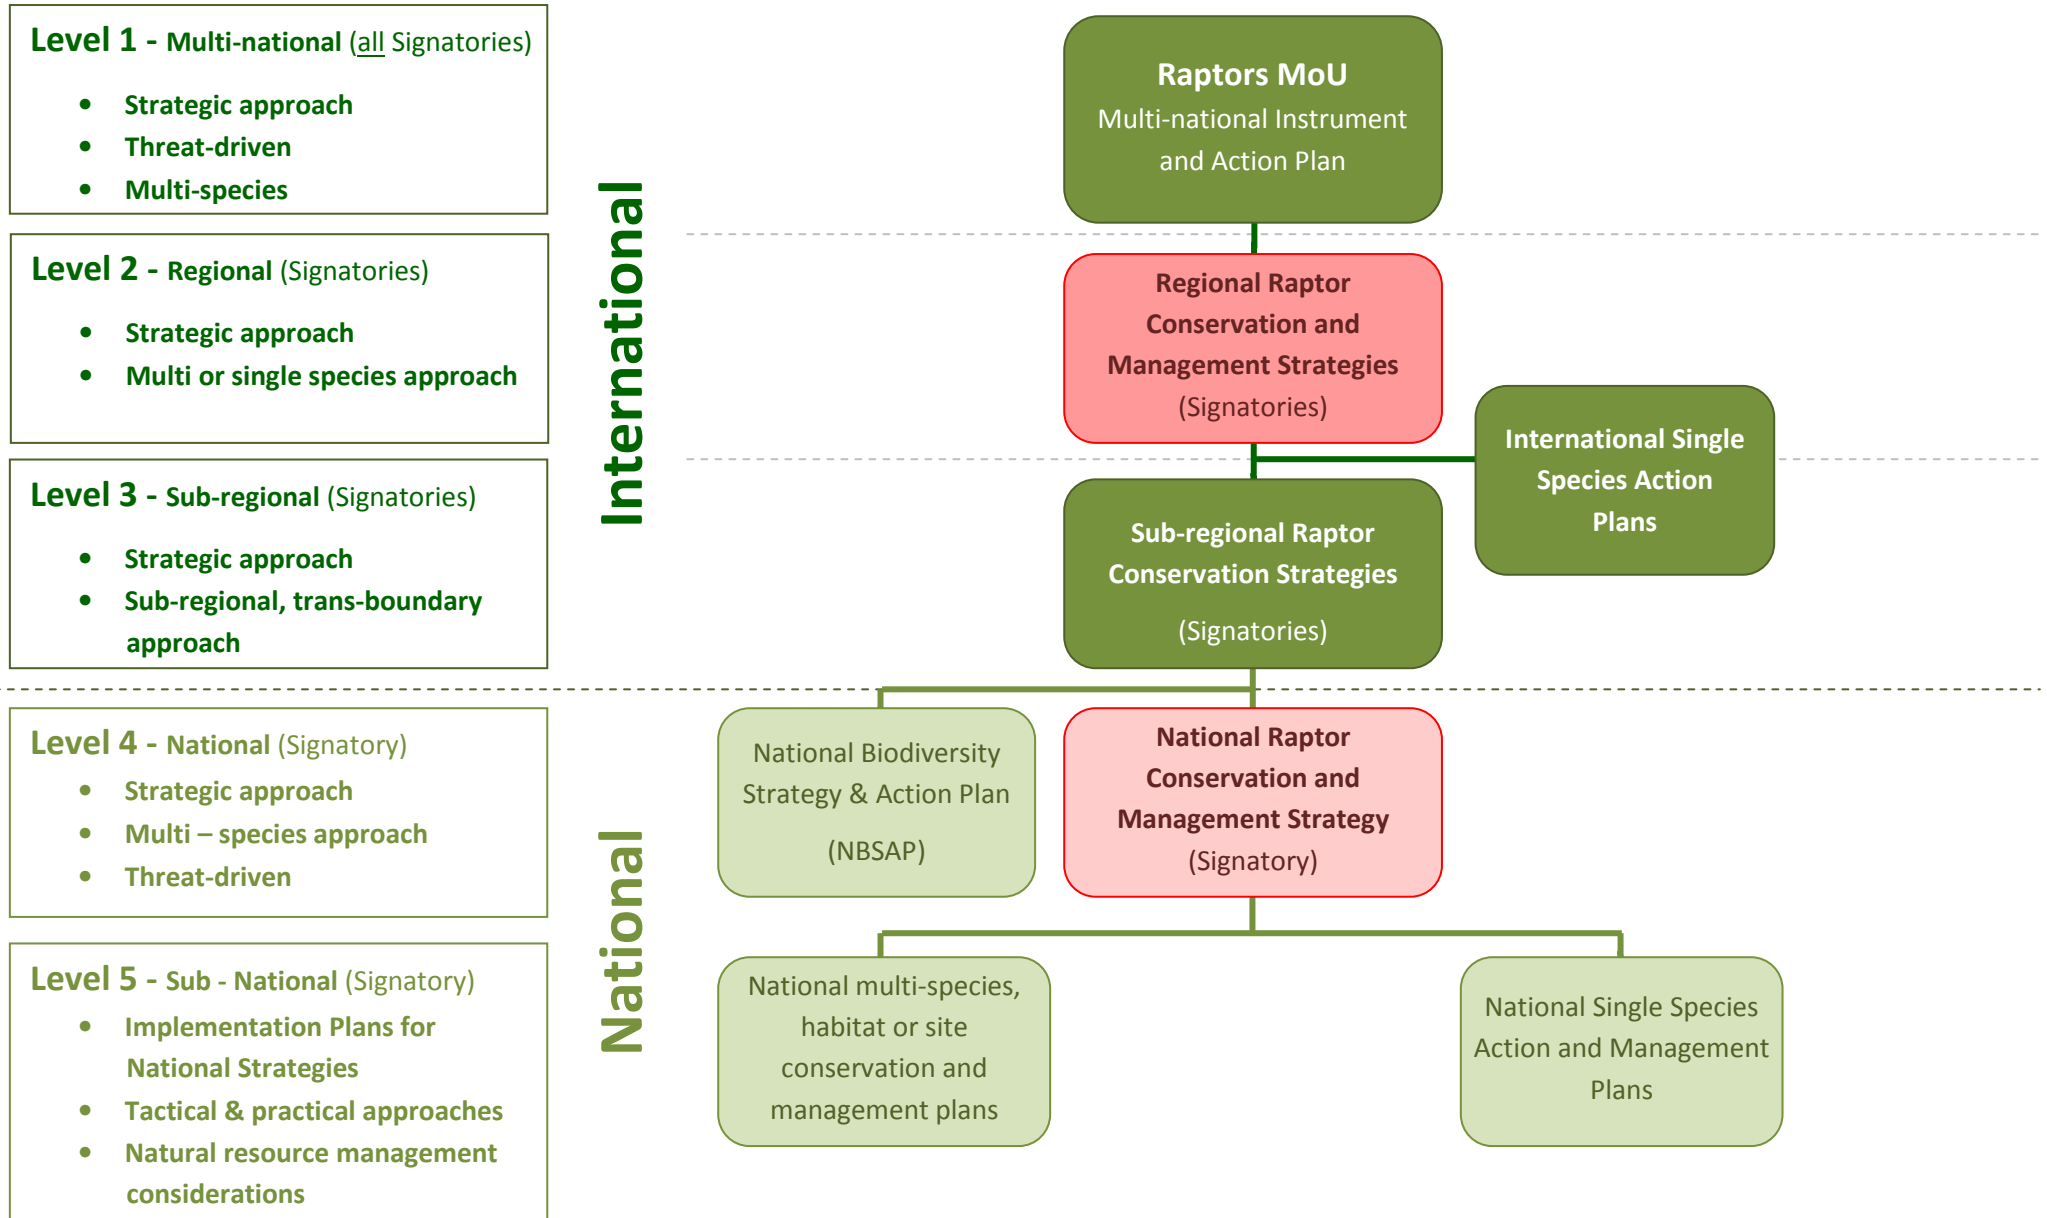 Level 1 - Multi-national (all Signatories)
• Strategic approach
• Threat-driven
• Multi-species
Level 2 - Regional (Signatories)
• Strategic approach
• Multi or single species approach
Level 3 - Sub-regional (Signatories)
• Strategic approach
• Sub-regional, trans-boundary
approach
Level 4 - National (Signatory)
• Strategic approach
• Multi – species approach
• Threat-driven
Level 5 - Sub - National (Signatory)
• Implementation Plans for
National Strategies
• Tactical & practical approaches
• Natural resource management
considerations
International
National
Raptors MoU
Multi-national Instrument
and Action Plan
Regional Raptor
Conservation and
Management Strategies
(Signatories)
International Single
Species Action
Plans
Sub-regional Raptor
Conservation Strategies
(Signatories)
National Biodiversity
Strategy & Action Plan
(NBSAP)
National Raptor
Conservation and
Management Strategy
(Signatory)
National multi-species,
habitat or site
conservation and
management plans
National Single Species
Action and Management
Plans